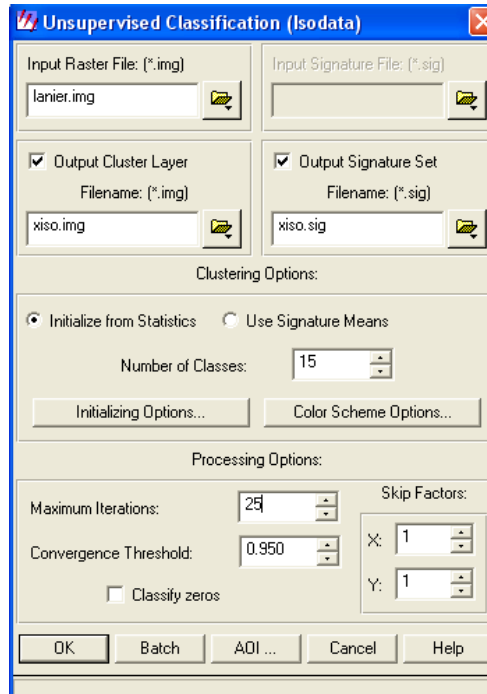 Unsupervised Classification (Isodata)
Input Raster File: (*.img)
Input Signature File: (*.sig)
lanier.img
Output Cluster Layer
Output Signature Set
Filename: (*.img)
Filename: (*.sig)
xiso.img
xiso.sig
Clustering Options:
Initialize from Statistics
Use Signature Means
Number of Classes:
15
Initializing Options...
Color Scheme Options...
Processing Options:
Maximum Iterations:
25
Skip Factors:
Convergence Threshold:
0.950
X:
1
Classify zeros
Y:
1
OK
Batch
AOI ...
Cancel
Help